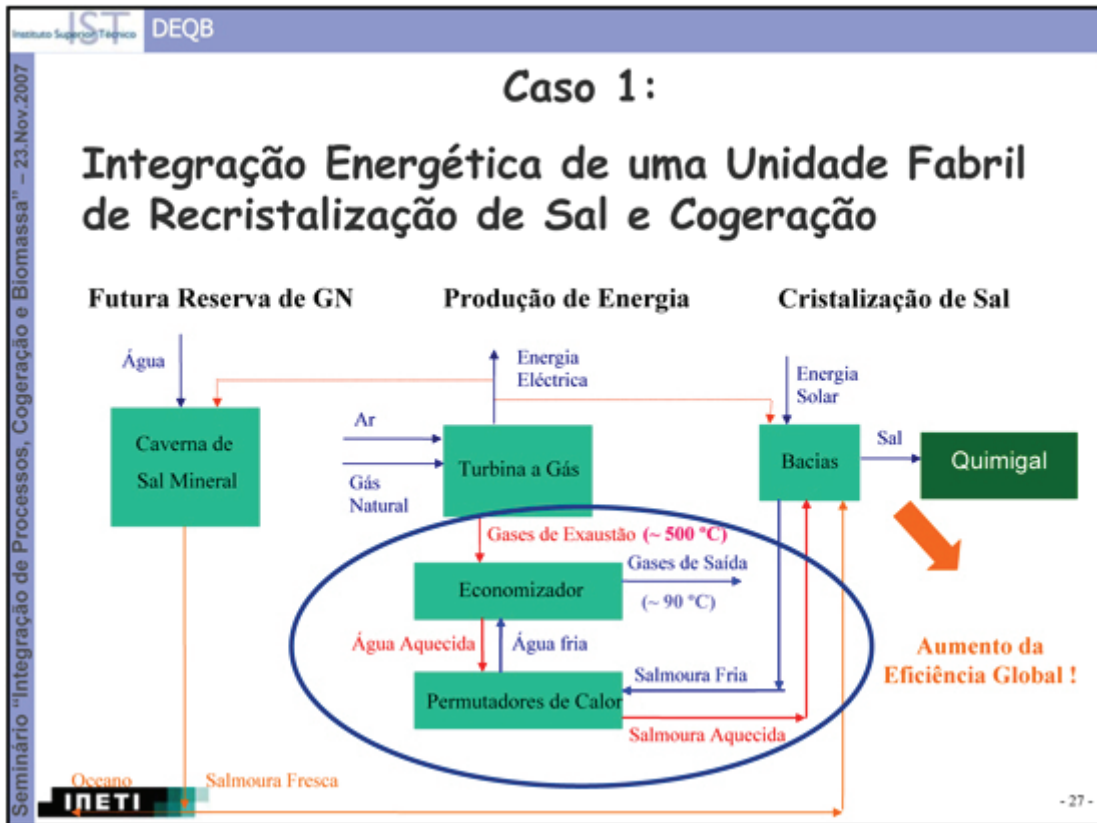 Instituto Superior Técnico
IST
DEQB
Seminário "Integração de Processos, Cogeração e Biomassa" – 23.Nov.2007
Caso 1:
Integração Energética de uma Unidade Fabril
de Recristalização de Sal e Cogeração
Futura Reserva de GN
Produção de Energia
Cristalização de Sal
Água
Energia
Eléctrica
Energia
Solar
Caverna de
Sal Mineral
Ar
Gás
Natural
Turbina a Gás
Bacias
Sal
Quimigal
Gases de Exaustão (~ 500 ºC)
Economizador
Gases de Saída
(~ 90 ºC)
Água Aquecida
Água fria
Permutadores de Calor
Salmoura Fria
Salmoura Aquecida
Aumento da
Eficiência Global !
Oceano
Salmoura Fresca
INETI
- 27 -